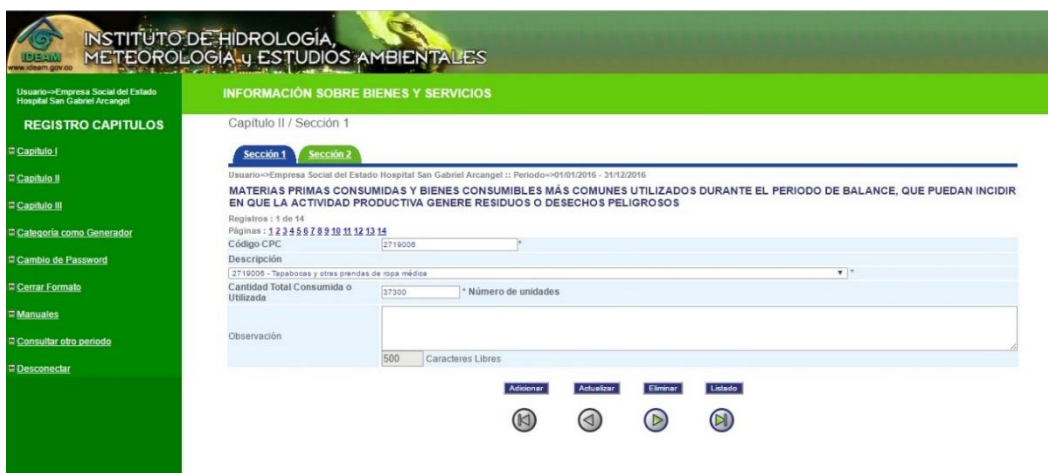 INSTITUTO DE HIDROLOGÍA,
METEOROLOGÍA y ESTUDIOS AMBIENTALES
IDEAM
www.ideam.gov.co
Usuario=>Empresa Social del Estado
Hospital San Gabriel Arcangel
INFORMACIÓN SOBRE BIENES Y SERVICIOS
REGISTRO CAPITULOS
Capítulo I
Capítulo II
Capítulo III
Categoría como Generador
Cambio de Password
Cerrar Formato
Manuales
Consultar otro periodo
Desconectar
Capítulo II / Sección 1
Sección 1 Sección 2
Usuario=>Empresa Social del Estado Hospital San Gabriel Arcangel :: Periodo=>01/01/2016 - 31/12/2016
MATERIAS PRIMAS CONSUMIDAS Y BIENES CONSUMIBLES MÁS COMUNES UTILIZADOS DURANTE EL PERIODO DE BALANCE, QUE PUEDAN INCIDIR
EN QUE LA ACTIVIDAD PRODUCTIVA GENERE RESIDUOS O DESECHOS PELIGROSOS
Registros : 1 de 14
Páginas : 1 2 3 4 5 6 7 8 9 10 11 12 13 14
Código CPC 2719006 *
Descripción
2719006 - Tapabocas y otras prendas de ropa médica *
Cantidad Total Consumida o
Utilizada 37300 * Número de unidades
Observación
500 Caracteres Libres
Adicionar Actualizar Eliminar Listado